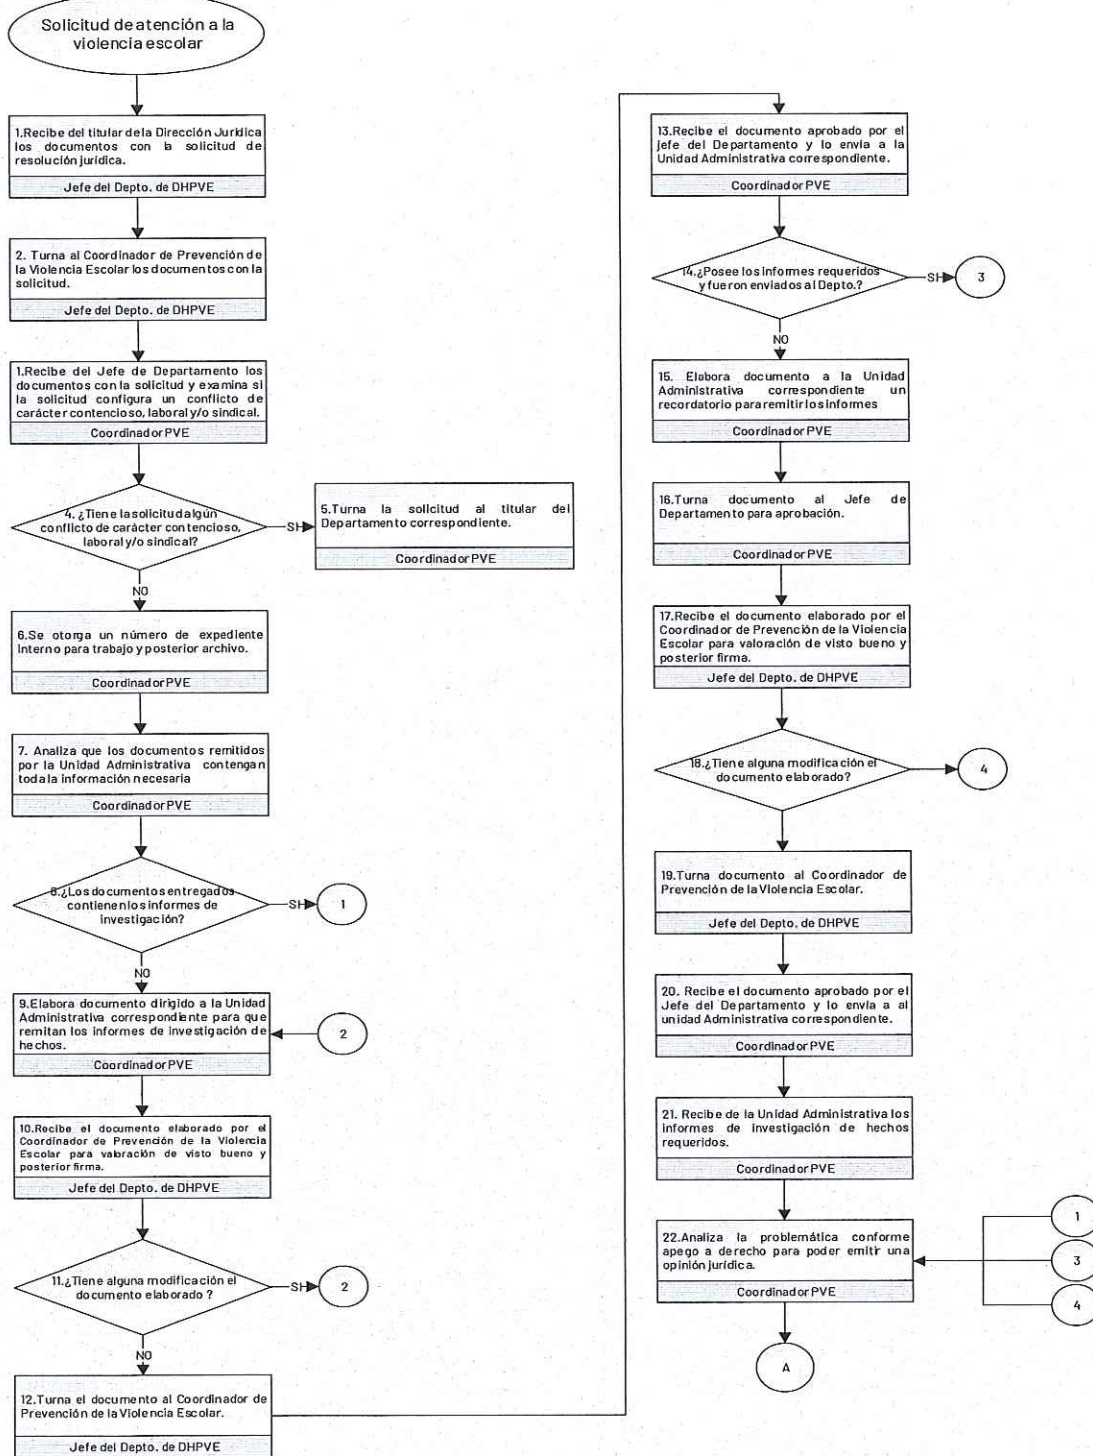 Solicitud de atención a la
violencia escolar
1.Recibe del titular dela Dirección Jurídica
los documentos con la solicitud de
resolución jurídica.
Jefe del Depto. de DHPVE
2. Turna al Coordinador de Prevención de
la Violencia Escolar los documentos con la
solicitud.
Jefe del Depto. de DHPVE
1.Recibe del Jefe de Departamento los
documentos con la solicitud y examina si
la solicitud configura un conflicto de
carácter contencioso, laboral y/o sindical.
Coordinador PVE
4. ¿Tiene la solicitud algún
conflicto de carácter contencioso,
laboral y/o sindical?
SI
5.Turna la solicitud al titular del
Departamento correspondiente.
Coordinador PVE
NO
6.Se otorga un número de expediente
Interno para trabajo y posterior archivo.
Coordinador PVE
7. Analiza que los documentos remitidos
por la Unidad Administrativa contengan
toda la información necesaria
Coordinador PVE
8.¿Los documentos entregados
contienen los informes de
investigación?
SI
1
NO
9.Elabora documento dirigido a la Unidad
Administrativa correspondiente para que
remitan los informes de investigación de
hechos.
Coordinador PVE
2
10.Recibe el documento elaborado por el
Coordinador de Prevención de la Violencia
Escolar para valoración de visto bueno y
posterior firma.
Jefe del Depto. de DHPVE
11.¿Tiene alguna modificación el
documento elaborado ?
SI
2
NO
12.Turna el documento al Coordinador de
Prevención de la Violencia Escolar.
Jefe del Depto. de DHPVE
13.Recibe el documento aprobado por el
jefe del Departamento y lo envía a la
Unidad Administrativa correspondiente.
Coordinador PVE
14.¿Posee los informes requeridos
y fueron enviados al Depto.?
SI
3
NO
15. Elabora documento a la Unidad
Administrativa correspondiente un
recordatorio para remitir los informes
Coordinador PVE
16.Turna documento al Jefe de
Departamento para aprobación.
Coordinador PVE
17.Recibe el documento elaborado por el
Coordinador de Prevención de la Violencia
Escolar para valoración de visto bueno y
posterior firma.
Jefe del Depto. de DHPVE
18.¿Tiene alguna modificación el
documento elaborado?
4
19.Turna documento al Coordinador de
Prevención de la Violencia Escolar.
Jefe del Depto. de DHPVE
20. Recibe el documento aprobado por el
Jefe del Departamento y lo envía a al
unidad Administrativa correspondiente.
Coordinador PVE
21. Recibe de la Unidad Administrativa los
informes de investigación de hechos
requeridos.
Coordinador PVE
22.Analiza la problemática conforme
apego a derecho para poder emitir una
opinión jurídica.
Coordinador PVE
1
3
4
A